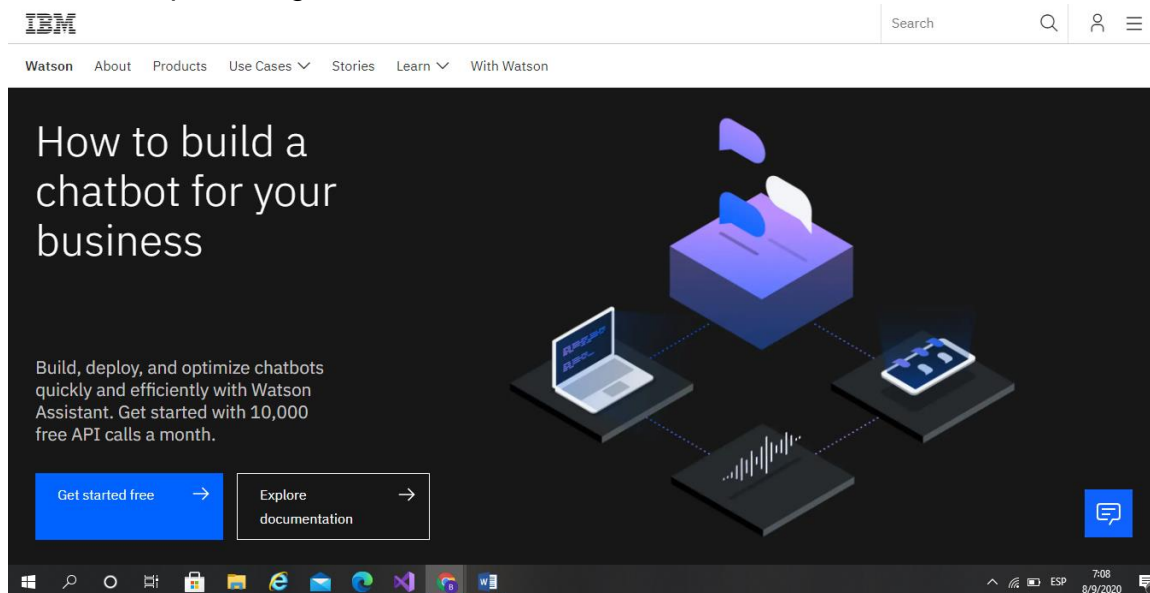 IBM
Search
Watson About Products Use Cases Stories Learn With Watson
How to build a
chatbot for your
business
Build, deploy, and optimize chatbots
quickly and efficiently with Watson
Assistant. Get started with 10,000
free API calls a month.
Get started free
Explore
documentation
ESP
7:08
8/9/2020